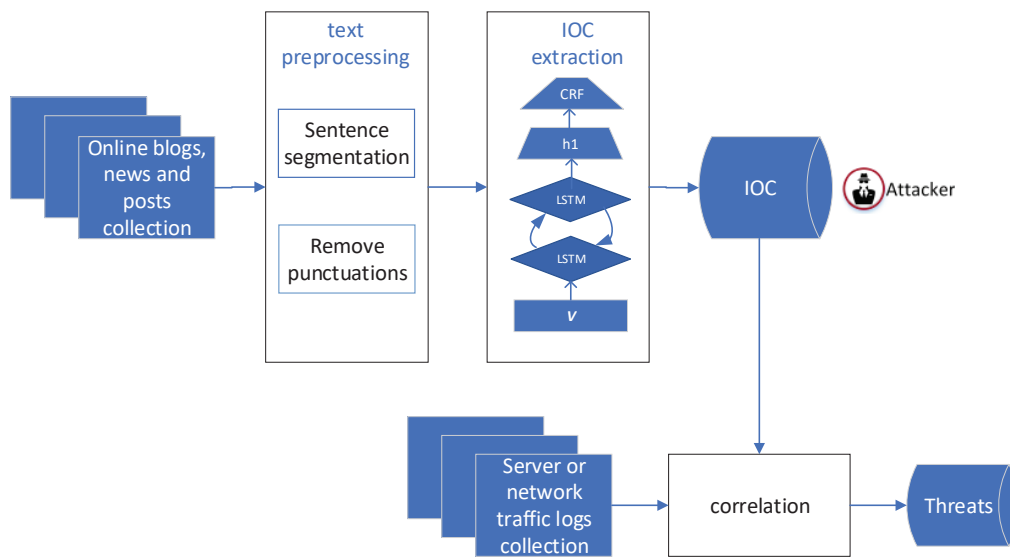 text
preprocessing
Sentence
segmentation
Remove
punctuations
IOC
extraction
CRF
h1
LSTM
LSTM
v
Online blogs,
news and
posts
collection
IOC
Attacker
Server or
network
traffic logs
collection
correlation
Threats